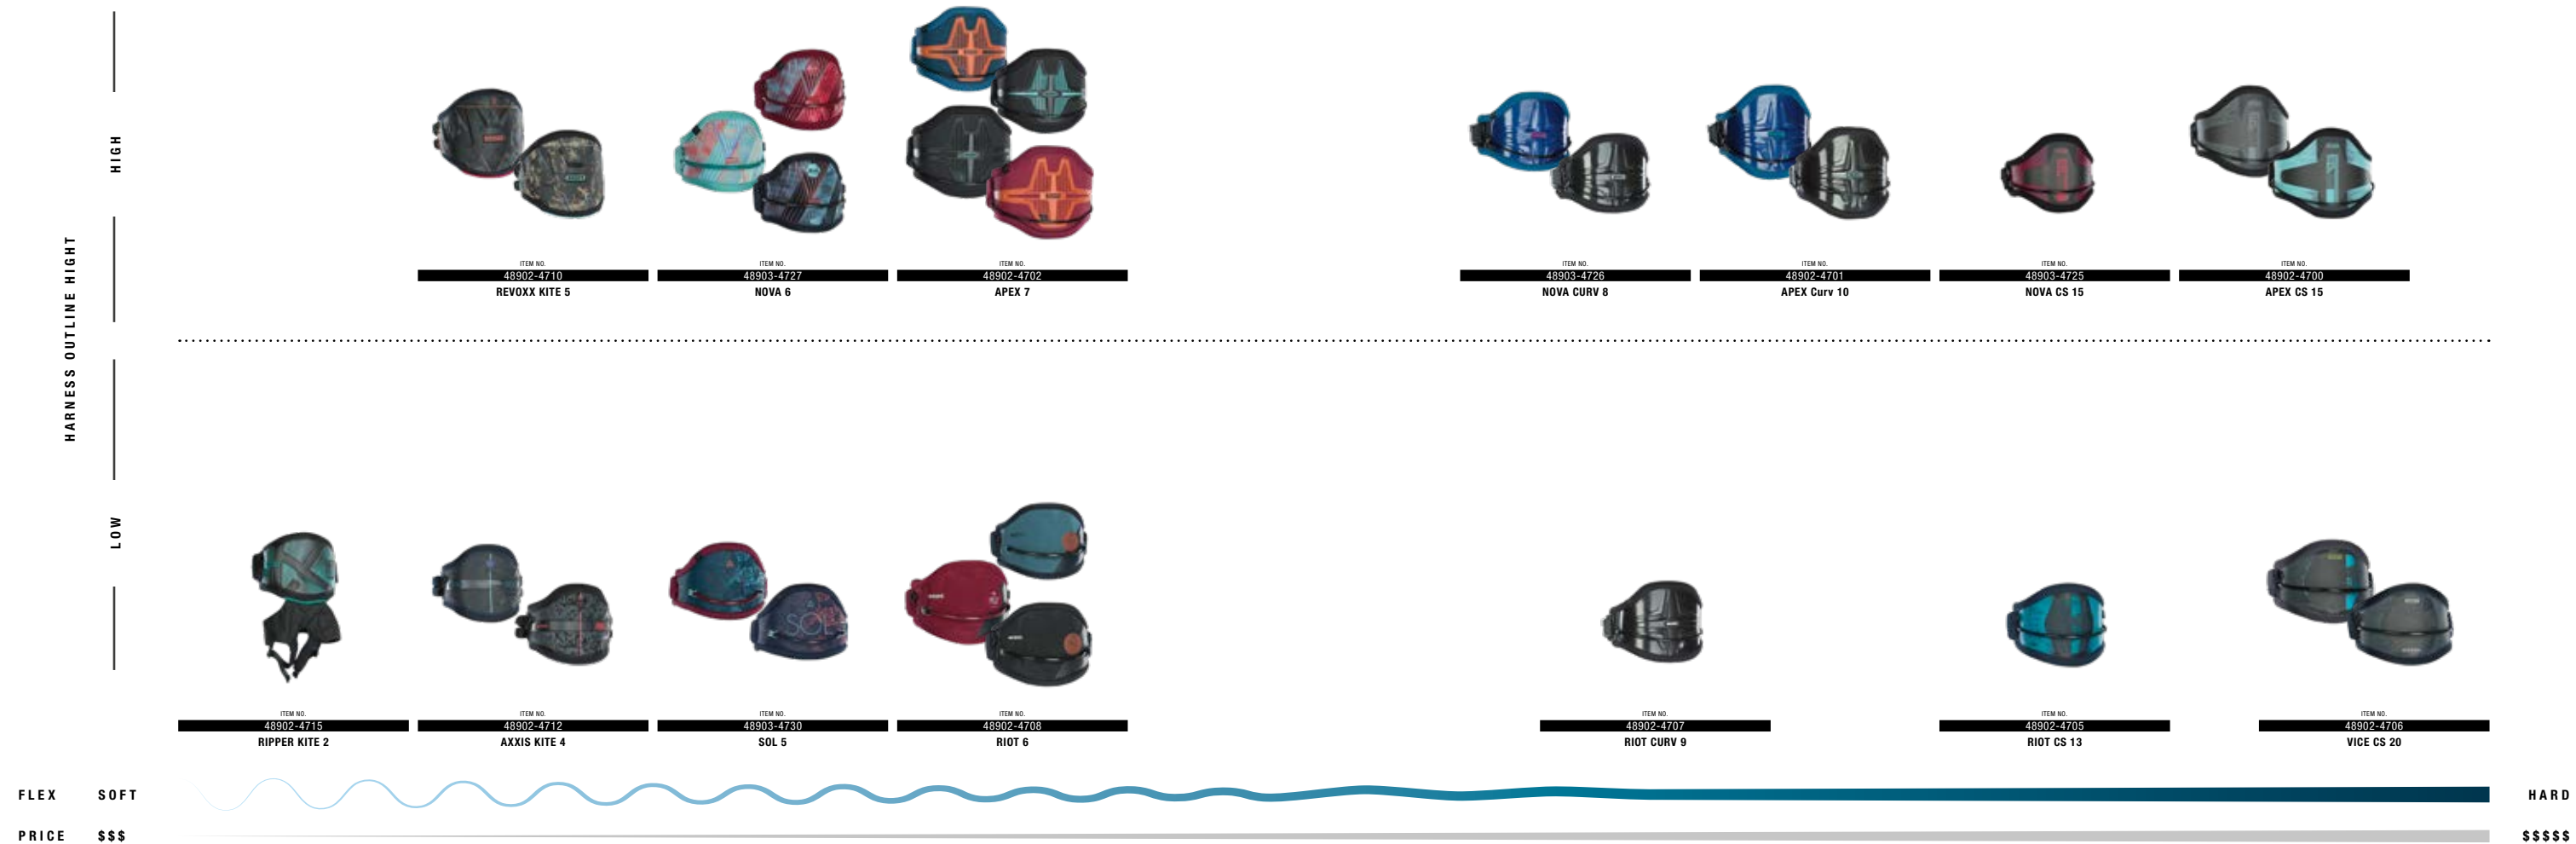 HARNESS OUTLINE HIGHT
HIGH
ITEM NO.
48902-4710
REVOXX KITE 5
ITEM NO.
48903-4727
NOVA 6
ITEM NO.
48902-4702
APEX 7
ITEM NO.
48903-4726
NOVA CURV 8
ITEM NO.
48902-4701
APEX Curv 10
ITEM NO.
48903-4725
NOVA CS 15
ITEM NO.
48902-4700
APEX CS 15
LOW
SOL
ITEM NO.
48902-4715
RIPPER KITE 2
ITEM NO.
48902-4712
AXXIS KITE 4
ITEM NO.
48903-4730
SOL 5
ITEM NO.
48902-4708
RIOT 6
ITEM NO.
48902-4707
RIOT CURV 9
ITEM NO.
48902-4705
RIOT CS 13
ITEM NO.
48902-4706
VICE CS 20
FLEX SOFT HARD
PRICE $$$ $$$$$